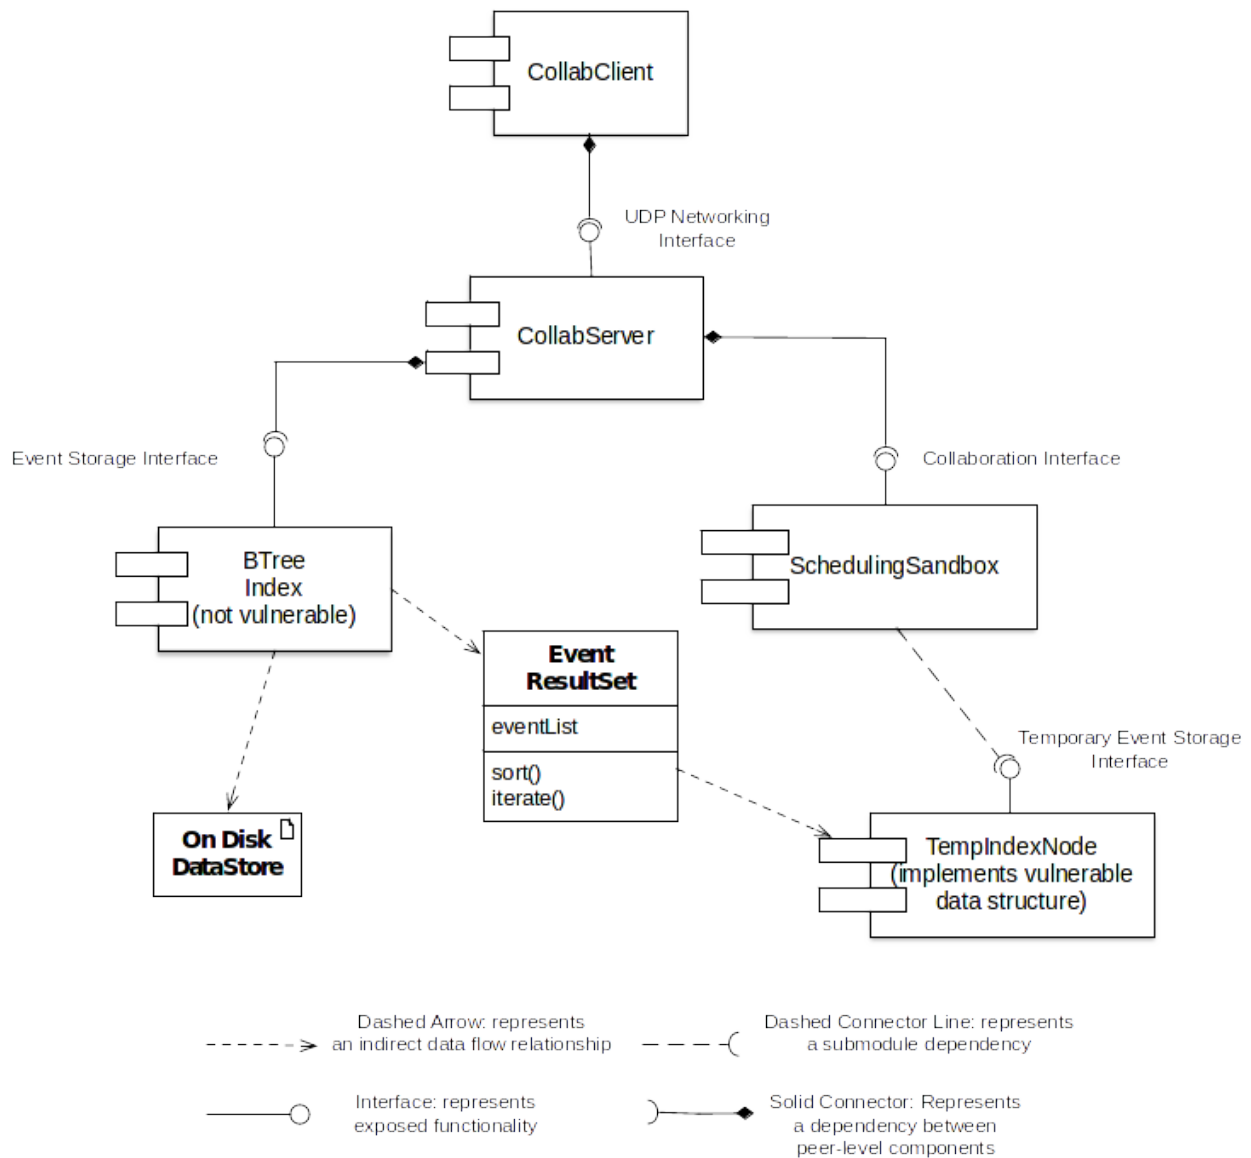 CollabClient
UDP Networking
Interface
CollabServer
Event Storage Interface
Collaboration Interface
BTree
Index
(not vulnerable)
SchedulingSandbox
Event
ResultSet
eventList
sort()
iterate()
Temporary Event Storage
Interface
On Disk
DataStore
TempIndexNode
(implements vulnerable
data structure)
Dashed Arrow: represents
an indirect data flow relationship
Dashed Connector Line: represents
a submodule dependency
Interface: represents
exposed functionality
Solid Connector: Represents
a dependency between
peer-level components